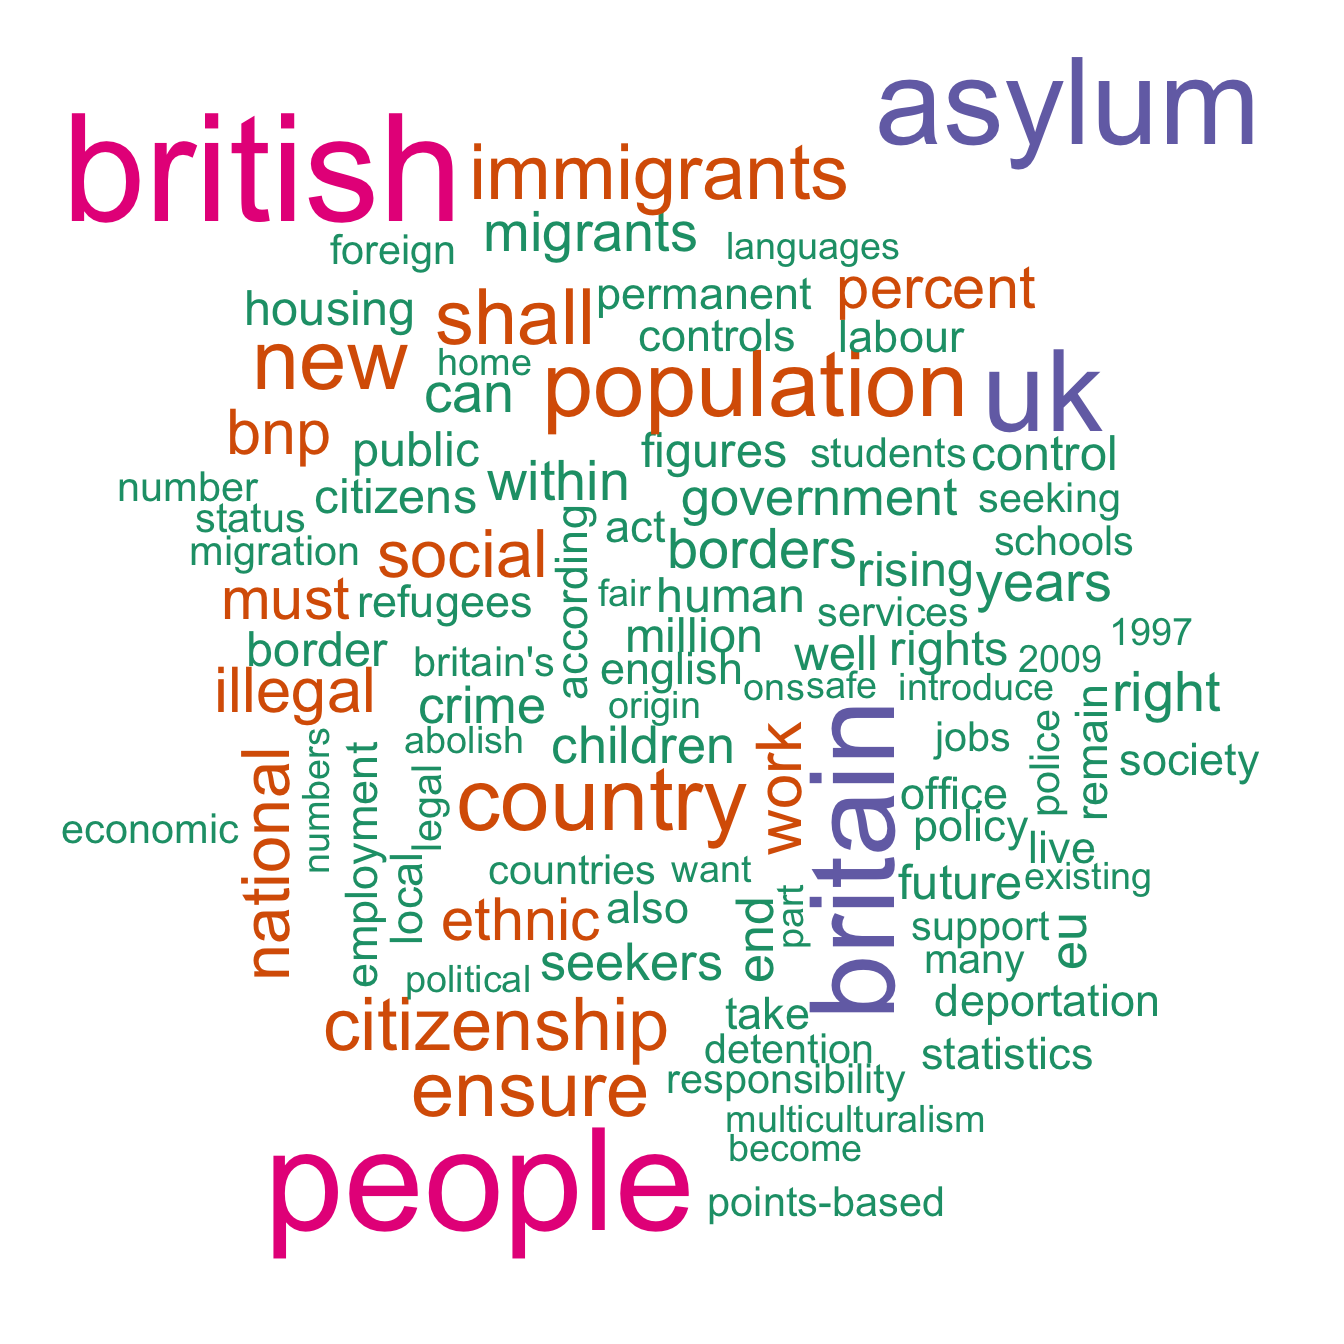 asylum
british
immigrants
migrants
foreign
languages
percent
permanent
housing
shall
controls
labour
new
home
population
uk
can
bnp
public
figures
students
control
number
citizens
within
government
seeking
status
according
act
migration
social
borders
schools
rising
years
must
refugees
fair
human
services
million
1997
border
britain's
english
well
rights
2009
illegal
crime
origin
ons
safe
introduce
right
national
numbers
abolish
children
work
britain
jobs
police
remain
society
economic
employment
legal
country
office
policy
local
countries
want
live
future
existing
ethnic
also
end
part
support
eu
political
seekers
many
citizenship
take
deportation
detention
statistics
ensure
responsibility
multiculturalism
become
people
points-based